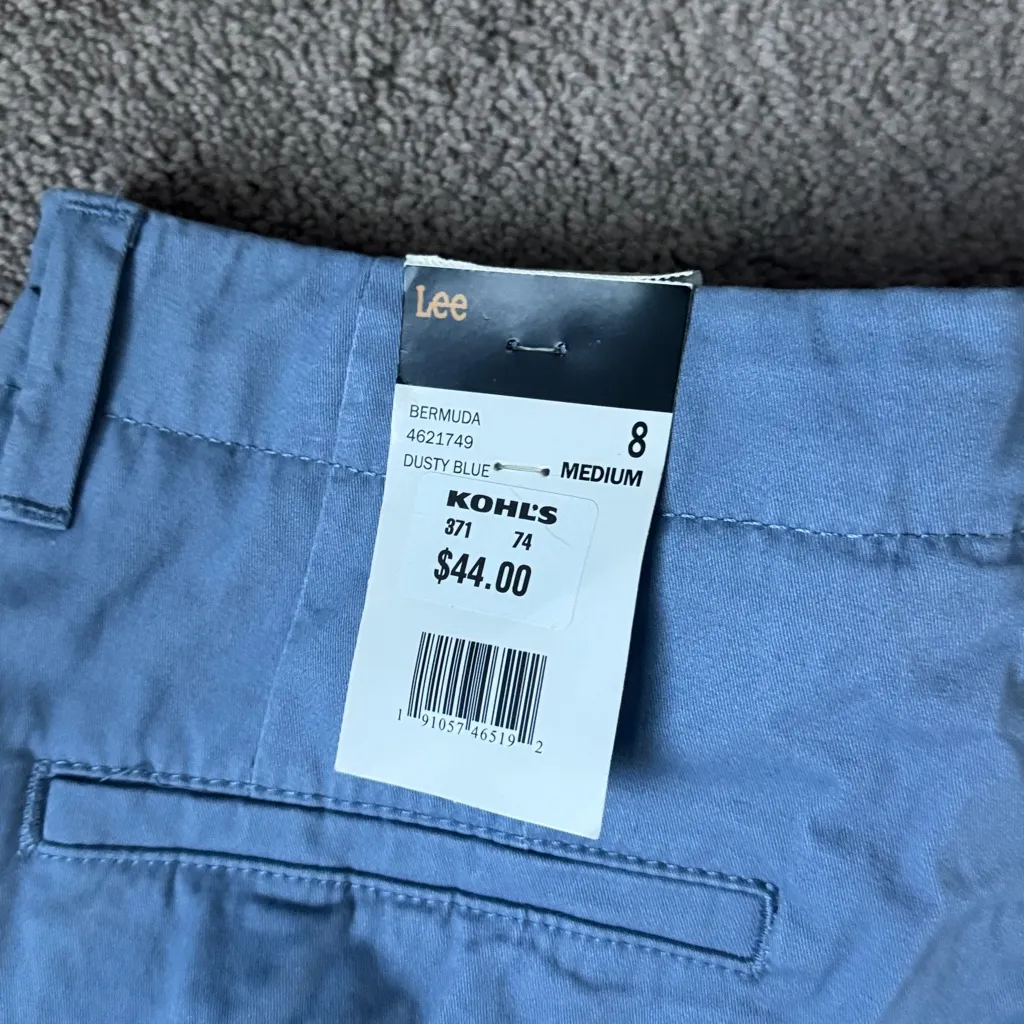 Lee
BERMUDA
4621749
8
DUSTY BLUE
MEDIUM
KOHL'S
371 74
$44.00
1 91057 46519 2